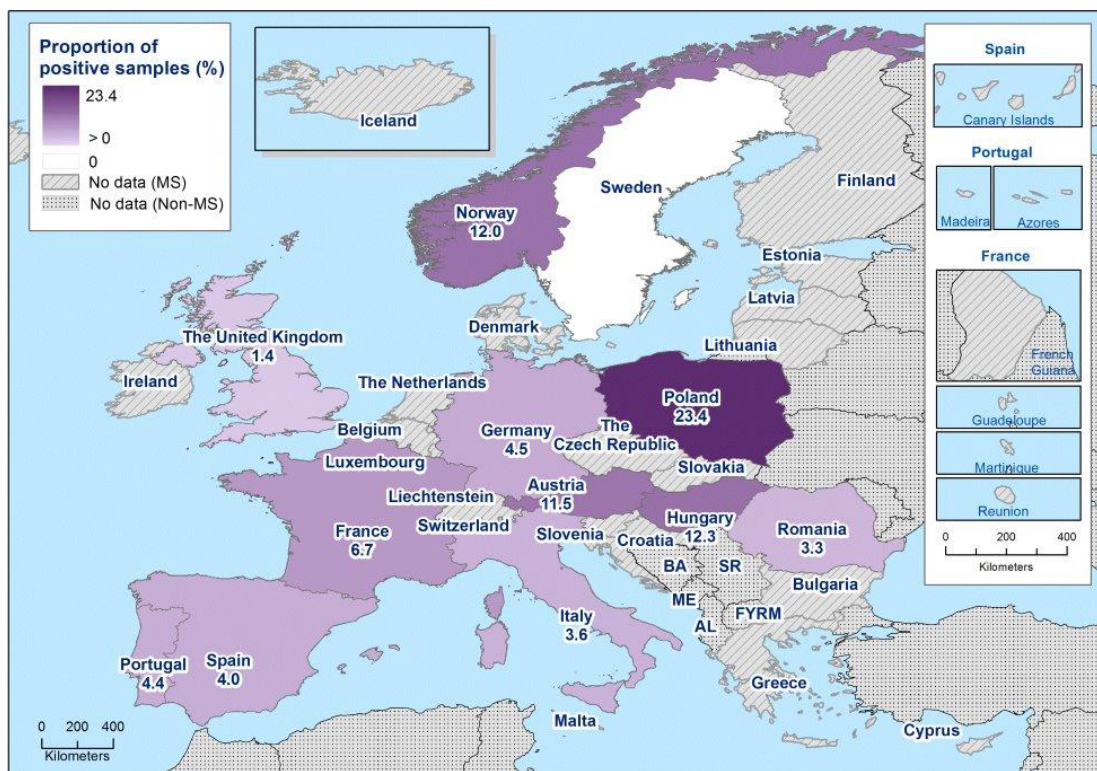 Proportion of
positive samples (%)
23.4
> 0
0
No data (MS)
No data (Non-MS)
Iceland
Norway
12.0
Sweden
Finland
Estonia
Latvia
Lithuania
Denmark
The United Kingdom
1.4
Ireland
The Netherlands
Belgium
Luxembourg
Germany
4.5
Poland
23.4
The
Czech Republic
Slovakia
Liechtenstein
Austria
11.5
Switzerland
France
6.7
Slovenia
Croatia
Hungary
12.3
Romania
3.3
BA
SR
Bulgaria
ME
FYRM
AL
Italy
3.6
Portugal
4.4
Spain
4.0
Greece
Malta
Cyprus
0 200 400
Kilometers
Spain
Canary Islands
Portugal
Madeira
Azores
France
French
Guiana
Guadeloupe
Martinique
Reunion
0 200 400
Kilometers